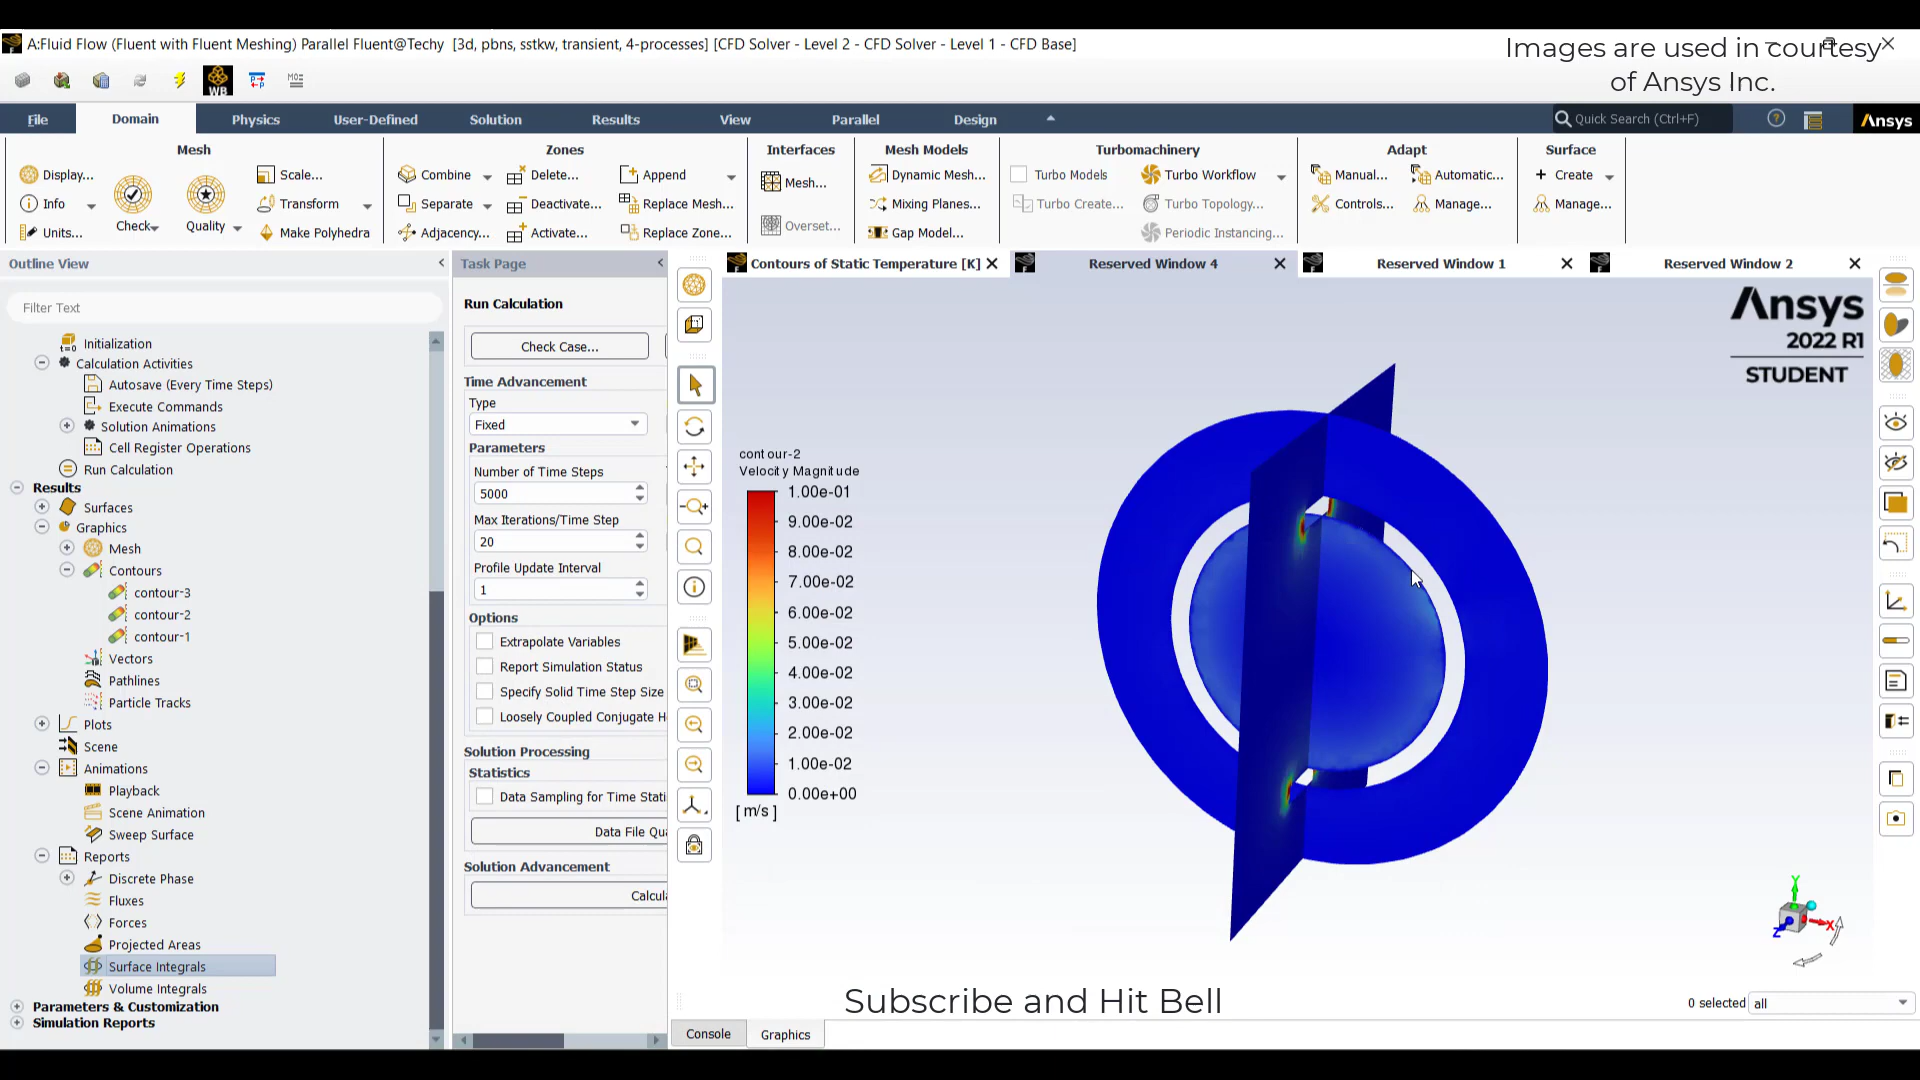 A:Fluid Flow (Fluent with Fluent Meshing) Parallel Fluent@Techy [3d, pbns, sstkw, transient, 4-processes] [CFD Solver - Level 2 - CFD Solver - Level 1 - CFD Base]
Images are used in courtesy
of Ansys Inc.
WB
File Domain Physics User-Defined Solution Results View Parallel Design Quick Search (Ctrl+F) Ansys
Mesh Zones Interfaces Mesh Models Turbomachinery Adapt Surface
Display... Scale... Combine Delete... Append Mesh... Dynamic Mesh... Turbo Models Turbo Workflow Manual... Automatic... Create
Info Transform Separate Deactivate... Replace Mesh... Mixing Planes... Turbo Create... Turbo Topology... Controls... Manage... Manage...
Check Quality
Units... Make Polyhedra Adjacency... Activate... Replace Zone... Overset... Gap Model... Periodic Instancing...
Outline View
Filter Text
Initialization
Calculation Activities
Autosave (Every Time Steps)
Execute Commands
Solution Animations
Cell Register Operations
Run Calculation
Results
Surfaces
Graphics
Mesh
Contours
contour-3
contour-2
contour-1
Vectors
Pathlines
Particle Tracks
Plots
Scene
Animations
Playback
Scene Animation
Sweep Surface
Reports
Discrete Phase
Fluxes
Forces
Projected Areas
Surface Integrals
Volume Integrals
Parameters & Customization
Simulation Reports
Task Page
Run Calculation
Check Case...
Time Advancement
Type
Fixed
Parameters
Number of Time Steps
5000
Max Iterations/Time Step
20
Profile Update Interval
1
Options
Extrapolate Variables
Report Simulation Status
Specify Solid Time Step Size
Loosely Coupled Conjugate H
Solution Processing
Statistics
Data Sampling for Time Stati
Data File Qua
Solution Advancement
Calcula
Contours of Static Temperature [K] Reserved Window 4 Reserved Window 1 Reserved Window 2
Ansys
2022 R1
STUDENT
contour-2
Velocity Magnitude
1.00e-01
9.00e-02
8.00e-02
7.00e-02
6.00e-02
5.00e-02
4.00e-02
3.00e-02
2.00e-02
1.00e-02
0.00e+00
[ m/s ]
Y
X
Z
Subscribe and Hit Bell
0 selected all
Console Graphics